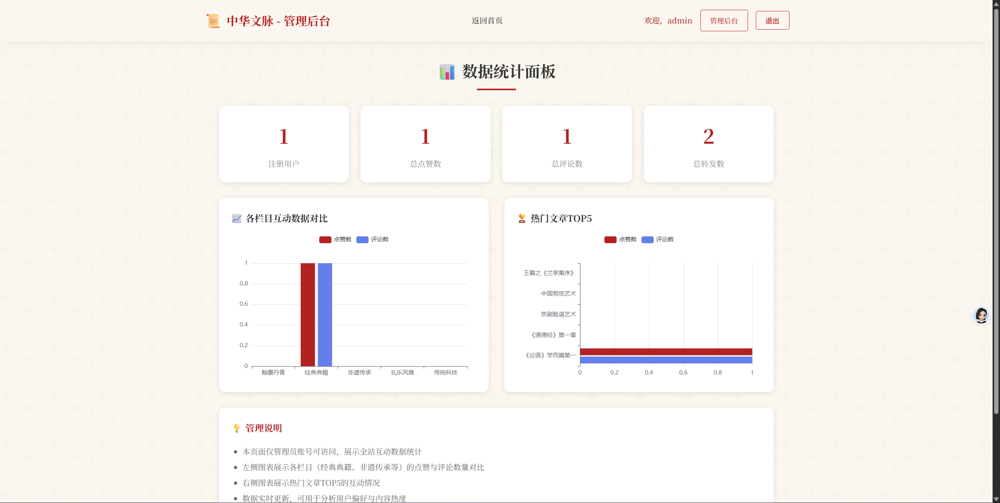 中华文脉 - 管理后台
返回首页
欢迎，admin
管理后台
退出
数据统计面板
1
注册用户
1
总点赞数
1
总评论数
2
总转发数
各栏目互动数据对比
点赞数
评论数
1
0.8
0.6
0.4
0.2
0
翰墨丹青
经典典籍
非遗传承
礼乐风雅
传统科技
热门文章TOP5
点赞数
评论数
王羲之《兰亭集序》
中国剪纸艺术
京剧脸谱艺术
《道德经》第一章
《论语》学而篇第一
0
0.2
0.4
0.6
0.8
1
管理说明
本页面仅管理员账号可访问，展示全站互动数据统计
左侧图表展示各栏目（经典典籍、非遗传承等）的点赞与评论数量对比
右侧图表展示热门文章TOP5的互动情况
数据实时更新，可用于分析用户偏好与内容热度